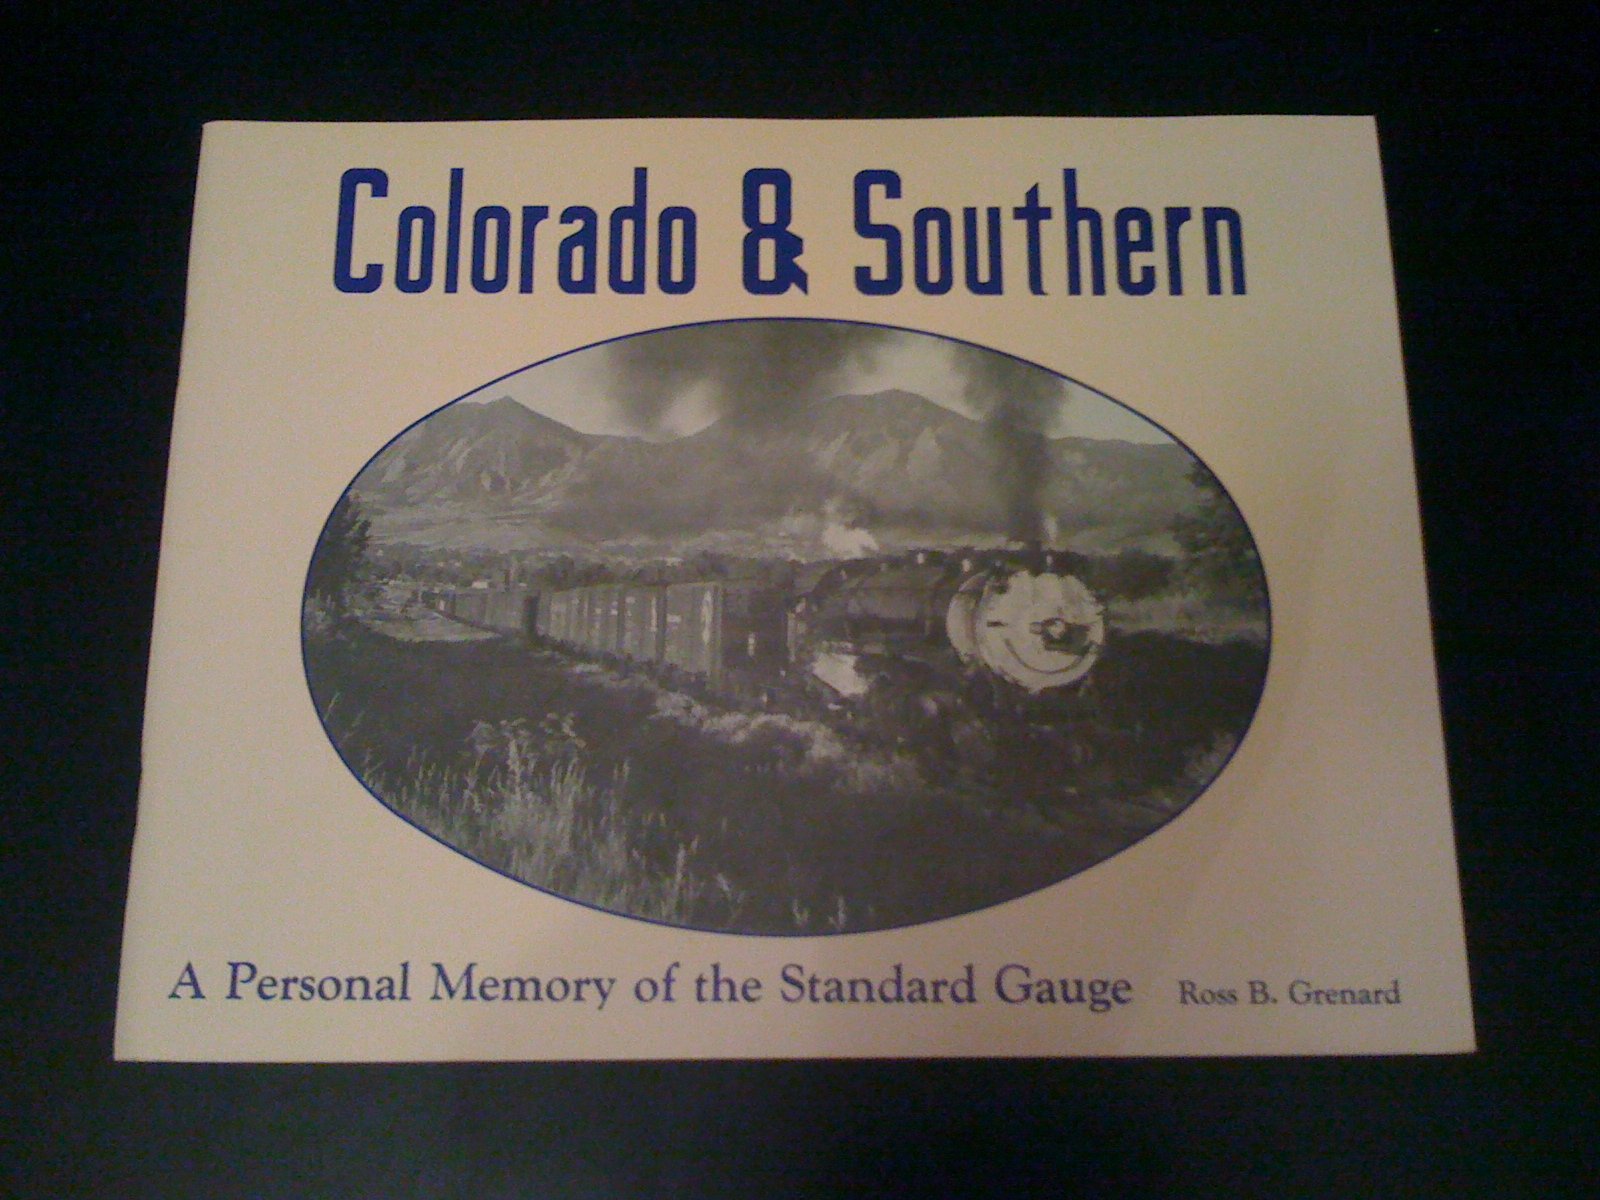 Colorado & Southern
A Personal Memory of the Standard Gauge Ross B. Grenard